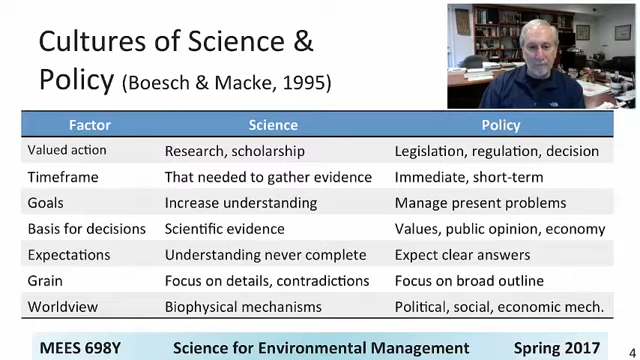 Cultures of Science &
Policy (Boesch & Macke, 1995)
Factor Science Policy
Valued action Research, scholarship Legislation, regulation, decision
Timeframe That needed to gather evidence Immediate, short-term
Goals Increase understanding Manage present problems
Basis for decisions Scientific evidence Values, public opinion, economy
Expectations Understanding never complete Expect clear answers
Grain Focus on details, contradictions Focus on broad outline
Worldview Biophysical mechanisms Political, social, economic mech.
MEES 698Y Science for Environmental Management Spring 2017
4